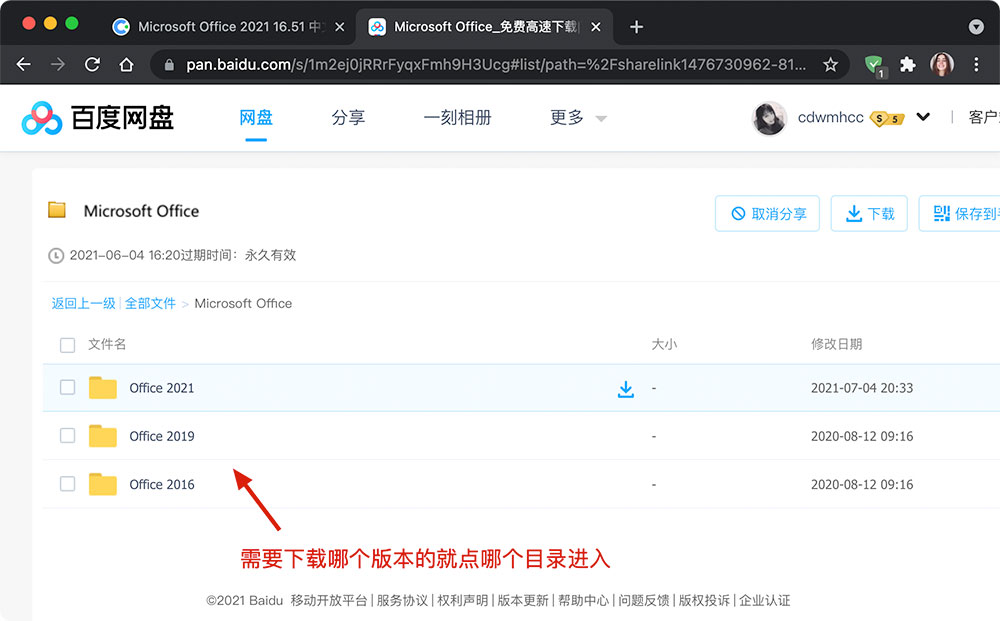 Microsoft Office 2021 16.51 中
Microsoft Office_免费高速下载
pan.baidu.com/s/1m2ej0jRRrFyqxFmh9H3Ucg#list/path=%2Fsharelink1476730962-81...
1
百度网盘
网盘
分享
一刻相册
更多
cdwmhcc
S 5
客户
Microsoft Office
取消分享
下载
保存到
2021-06-04 16:20过期时间：永久有效
返回上一级 | 全部文件 > Microsoft Office
文件名 大小 修改日期
Office 2021 - 2021-07-04 20:33
Office 2019 - 2020-08-12 09:16
Office 2016 - 2020-08-12 09:16
需要下载哪个版本的就点哪个目录进入
©2021 Baidu 移动开放平台 | 服务协议 | 权利声明 | 版本更新 | 帮助中心 | 问题反馈 | 版权投诉 | 企业认证